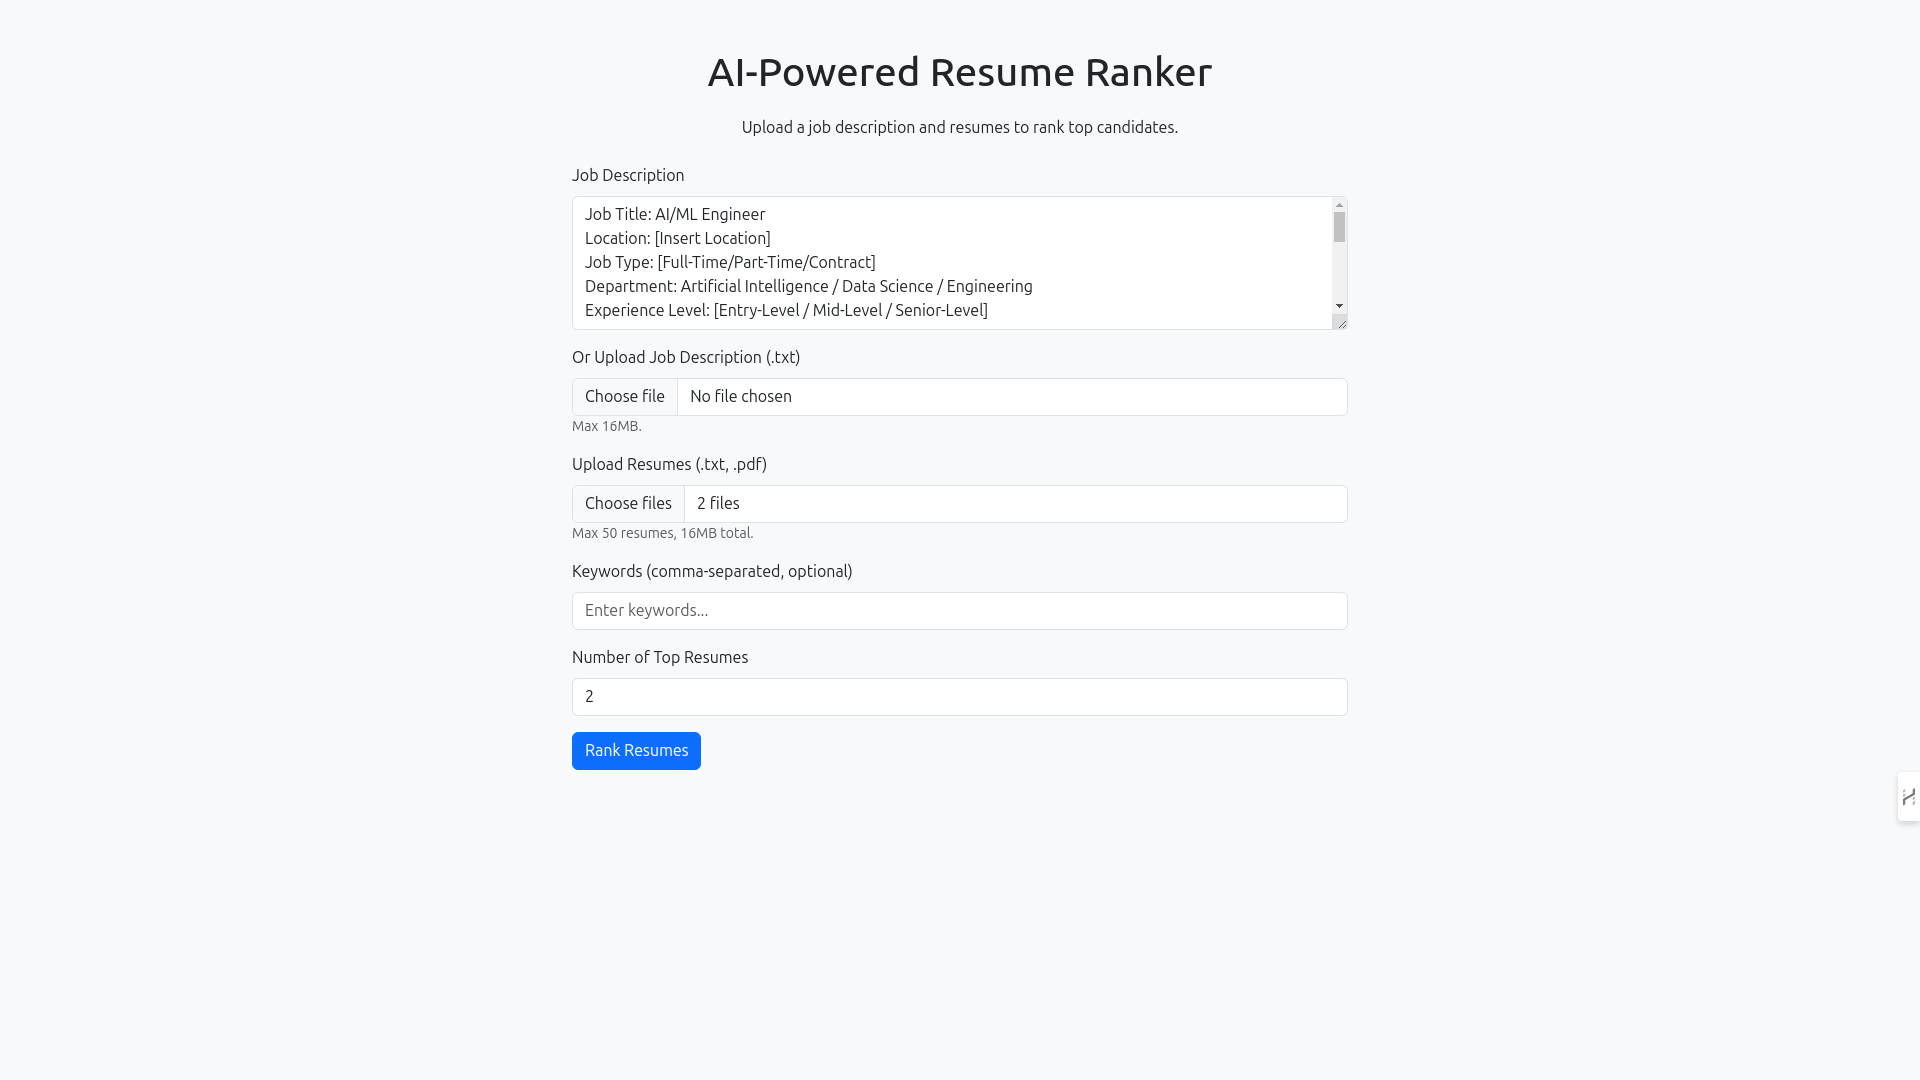 AI-Powered Resume Ranker
Upload a job description and resumes to rank top candidates.
Job Description
Job Title: AI/ML Engineer
Location: [Insert Location]
Job Type: [Full-Time/Part-Time/Contract]
Department: Artificial Intelligence / Data Science / Engineering
Experience Level: [Entry-Level / Mid-Level / Senior-Level]
Or Upload Job Description (.txt)
Choose file No file chosen
Max 16MB.
Upload Resumes (.txt, .pdf)
Choose files 2 files
Max 50 resumes, 16MB total.
Keywords (comma-separated, optional)
Enter keywords...
Number of Top Resumes
2
Rank Resumes